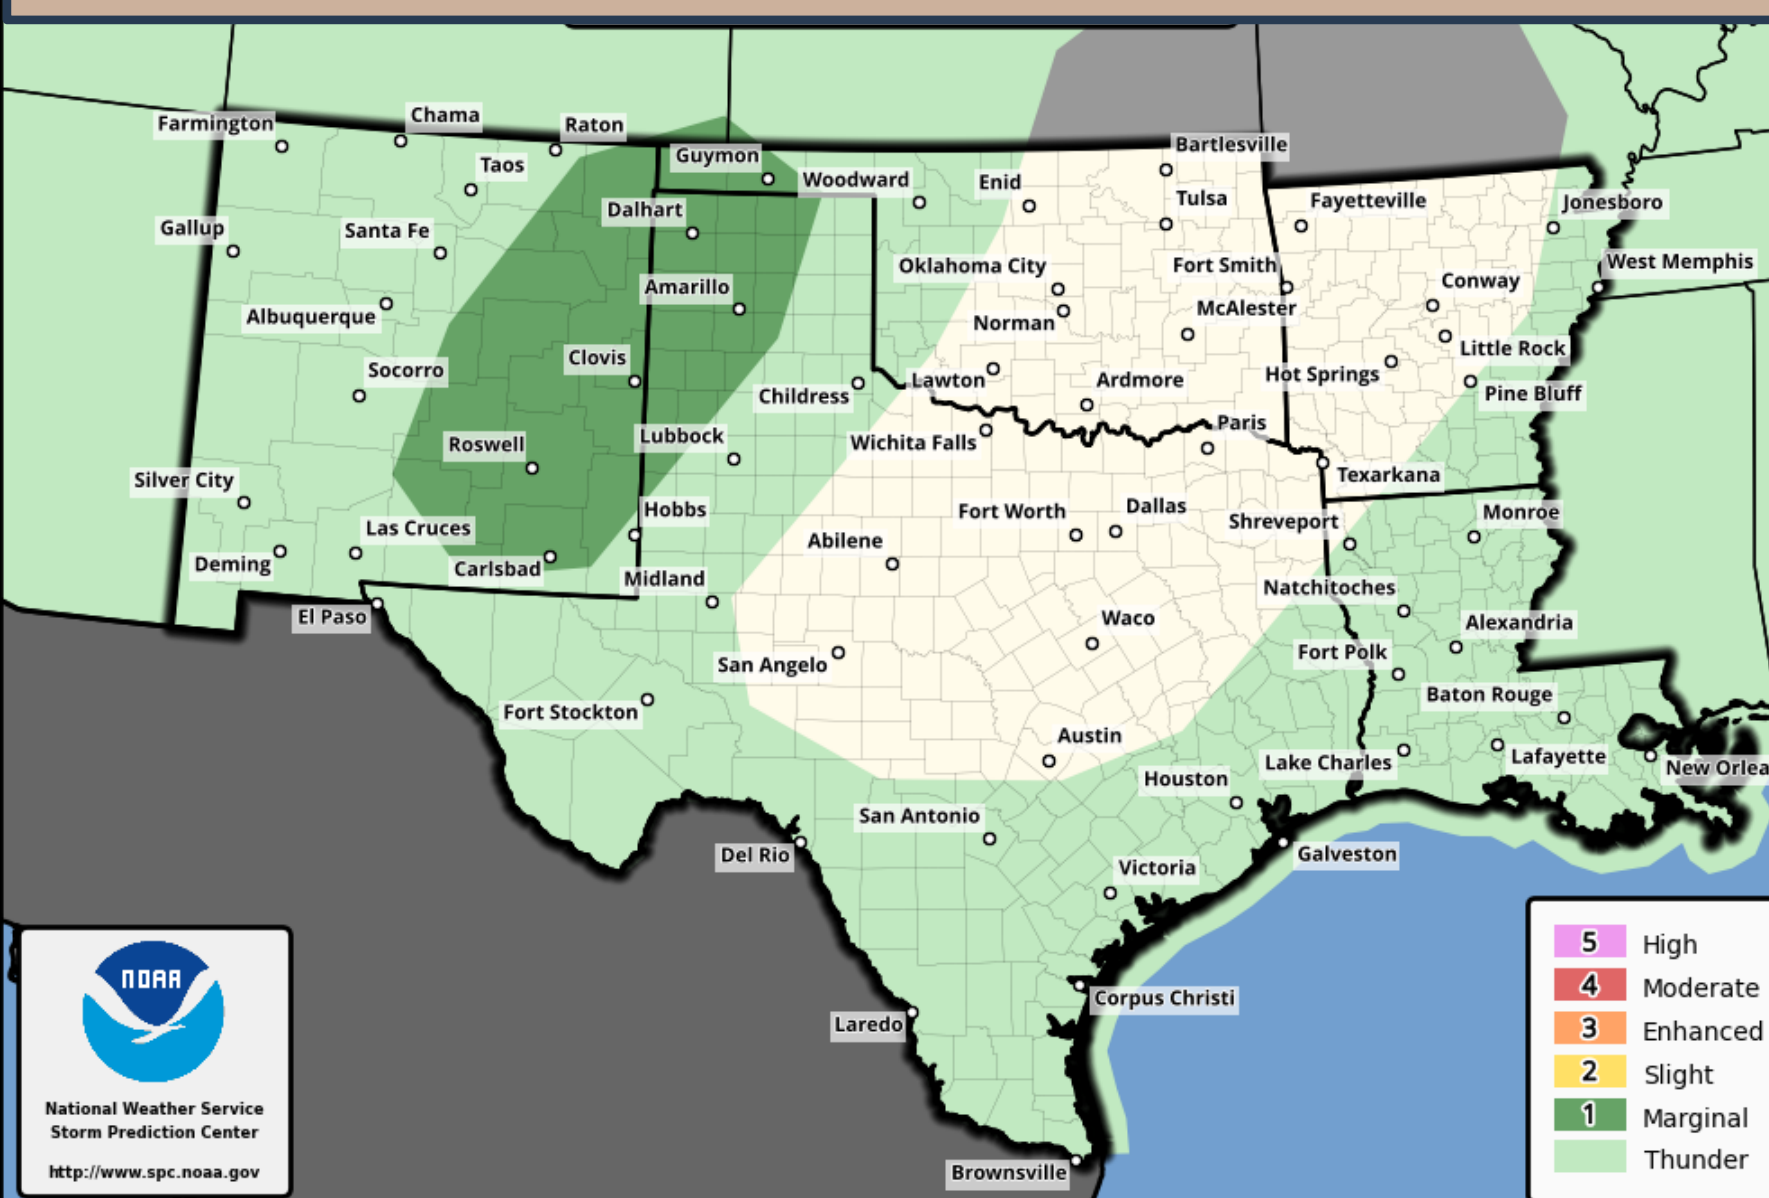 Farmington
Chama
Raton
Taos
Guymon
Woodward
Enid
Bartlesville
Tulsa
Fayetteville
Jonesboro
Gallup
Santa Fe
Dalhart
Oklahoma City
Fort Smith
Conway
West Memphis
Albuquerque
Amarillo
Norman
McAlester
Little Rock
Socorro
Clovis
Childress
Lawton
Ardmore
Hot Springs
Pine Bluff
Roswell
Lubbock
Wichita Falls
Paris
Texarkana
Silver City
Las Cruces
Hobbs
Abilene
Fort Worth
Dallas
Shreveport
Monroe
Deming
Carlsbad
Midland
Natchitoches
El Paso
San Angelo
Waco
Alexandria
Fort Polk
Fort Stockton
Austin
Baton Rouge
Houston
Lake Charles
Lafayette
New Orlea
San Antonio
Del Rio
Victoria
Galveston
Corpus Christi
Laredo
Brownsville
NOAA
National Weather Service
Storm Prediction Center
http://www.spc.noaa.gov
5 High
4 Moderate
3 Enhanced
2 Slight
1 Marginal
Thunder